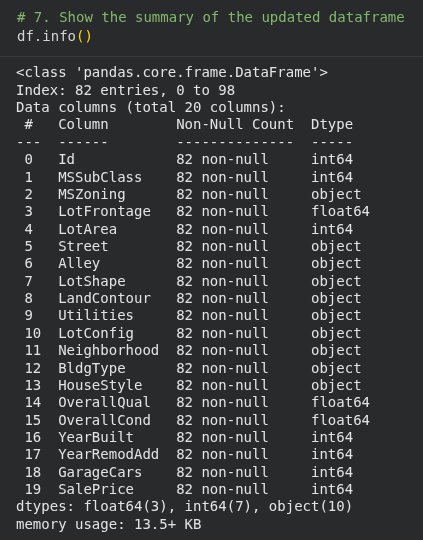 # 7. Show the summary of the updated dataframe
df.info()
<class 'pandas.core.frame.DataFrame'>
Index: 82 entries, 0 to 98
Data columns (total 20 columns):
 #   Column        Non-Null Count  Dtype
---  ------        --------------  -----
 0   Id            82 non-null     int64
 1   MSSubClass    82 non-null     int64
 2   MSZoning      82 non-null     object
 3   LotFrontage   82 non-null     float64
 4   LotArea       82 non-null     int64
 5   Street        82 non-null     object
 6   Alley         82 non-null     object
 7   LotShape      82 non-null     object
 8   LandContour   82 non-null     object
 9   Utilities     82 non-null     object
 10  LotConfig     82 non-null     object
 11  Neighborhood  82 non-null     object
 12  BldgType      82 non-null     object
 13  HouseStyle    82 non-null     object
 14  OverallQual   82 non-null     float64
 15  OverallCond   82 non-null     float64
 16  YearBuilt     82 non-null     int64
 17  YearRemodAdd  82 non-null     int64
 18  GarageCars    82 non-null     int64
 19  SalePrice     82 non-null     int64
dtypes: float64(3), int64(7), object(10)
memory usage: 13.5+ KB